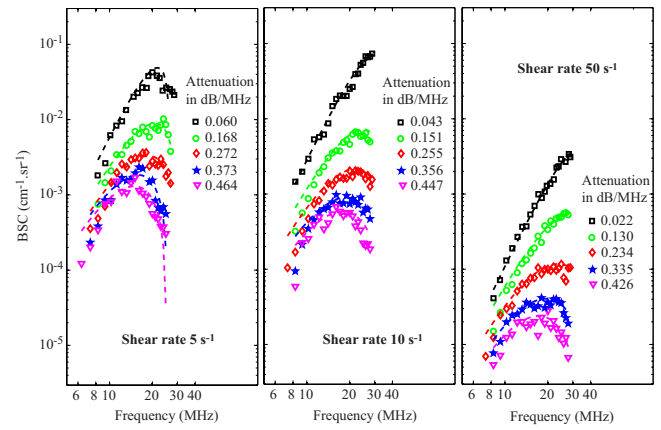 10⁻¹
10⁻²
10⁻³
10⁻⁴
10⁻⁵
BSC (cm⁻¹.sr⁻¹)
Attenuation
in dB/MHz
0.060
0.168
0.272
0.373
0.464
Shear rate 5 s⁻¹
6 8 10 20 30 40
Frequency (MHz)
Attenuation
in dB/MHz
0.043
0.151
0.255
0.356
0.447
Shear rate 10 s⁻¹
6 8 10 20 30 40
Frequency (MHz)
Shear rate 50 s⁻¹
Attenuation
in dB/MHz
0.022
0.130
0.234
0.335
0.426
6 8 10 20 30 40
Frequency (MHz)